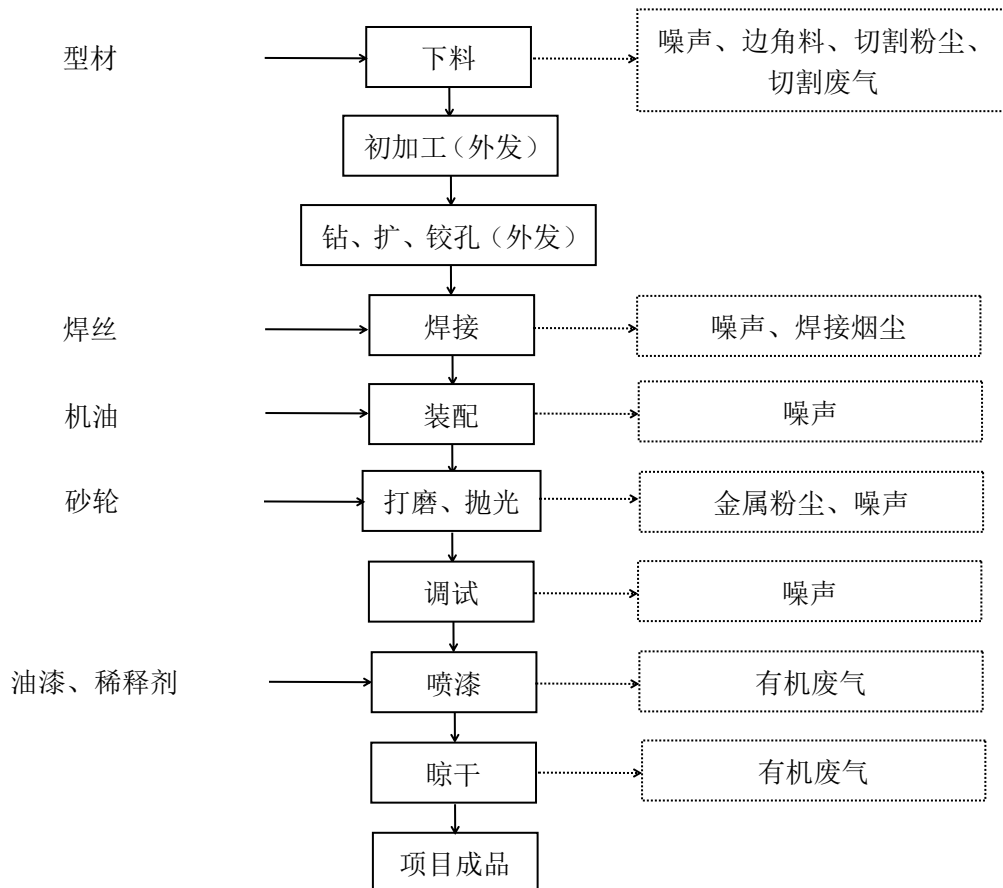 型材
下料
噪声、边角料、切割粉尘、
切割废气
初加工（外发）
钻、扩、铰孔（外发）
焊丝
焊接
噪声、焊接烟尘
机油
装配
噪声
砂轮
打磨、抛光
金属粉尘、噪声
调试
噪声
油漆、稀释剂
喷漆
有机废气
晾干
有机废气
项目成品